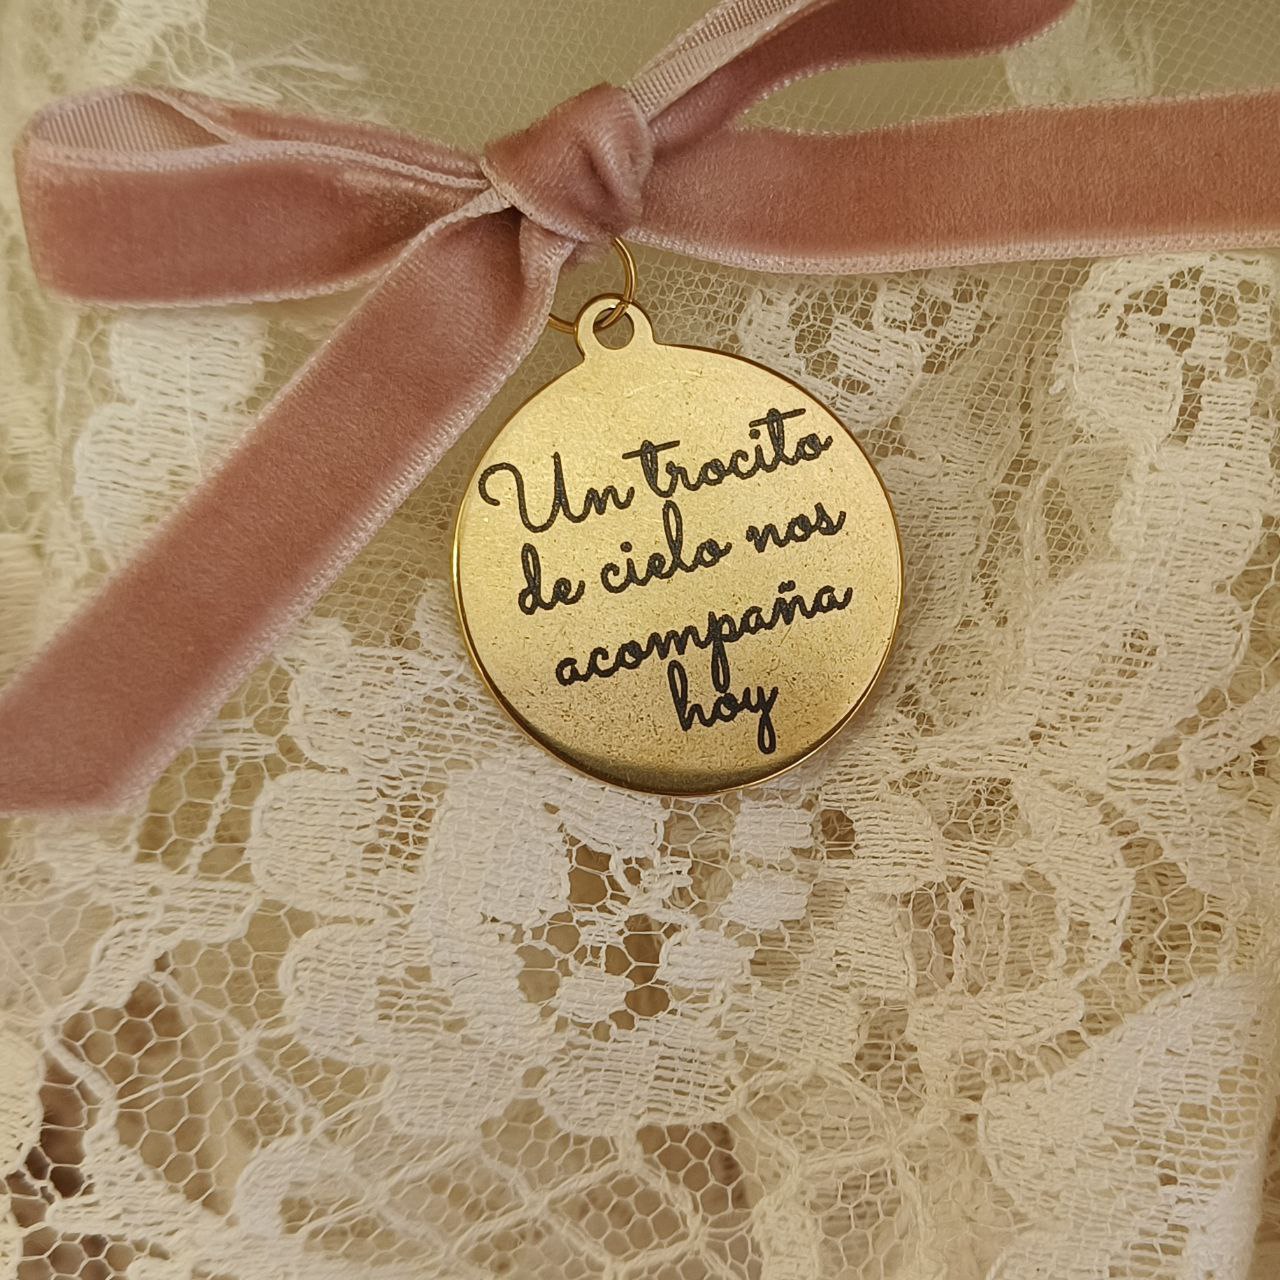 Un trocito
de cielo nos
acompaña
hoy